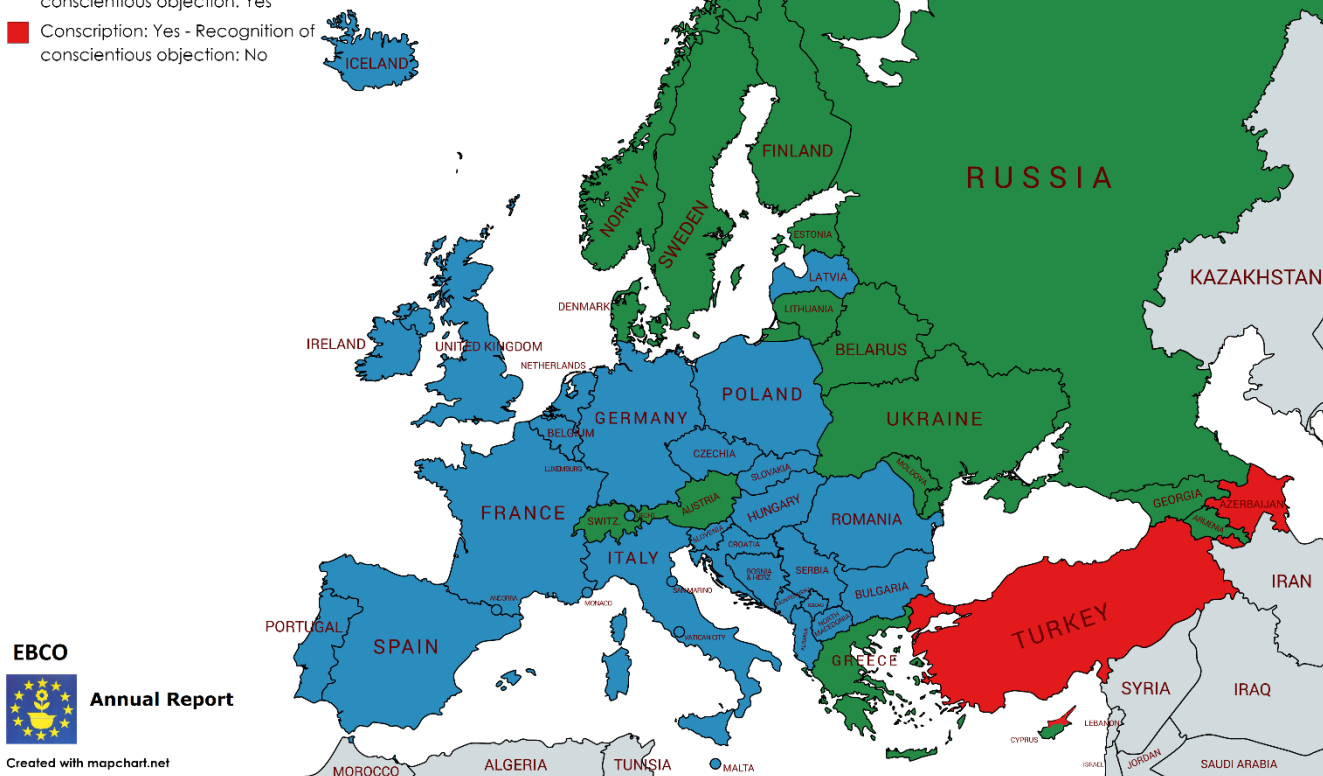 conscientious objection: Yes
Conscription: Yes - Recognition of
conscientious objection: No
ICELAND
FINLAND
RUSSIA
NORWAY
SWEDEN
ESTONIA
LATVIA
KAZAKHSTAN
DENMARK
LITHUANIA
IRELAND
UNITED KINGDOM
BELARUS
NETHERLANDS
POLAND
GERMANY
UKRAINE
BELGIUM
CZECHIA
LUXEMBURG
SLOVAKIA
MOLDOVA
AUSTRIA
HUNGARY
GEORGIA
AZERBAIJAN
FRANCE
SWITZ.
ROMANIA
ARMENIA
SLOVENIA
CROATIA
ITALY
BOSNIA
& HERZ.
SERBIA
IRAN
SAN MARINO
BULGARIA
ANDORRA
MONACO
KOSOVO
NORTH
MACEDONIA
PORTUGAL
VATICAN CITY
ALBANIA
TURKEY
SPAIN
GREECE
EBCO
SYRIA
IRAQ
Annual Report
LEBANON
CYPRUS
Created with mapchart.net
MOROCCO
ALGERIA
TUNISIA
MALTA
ISRAEL
JORDAN
SAUDI ARABIA